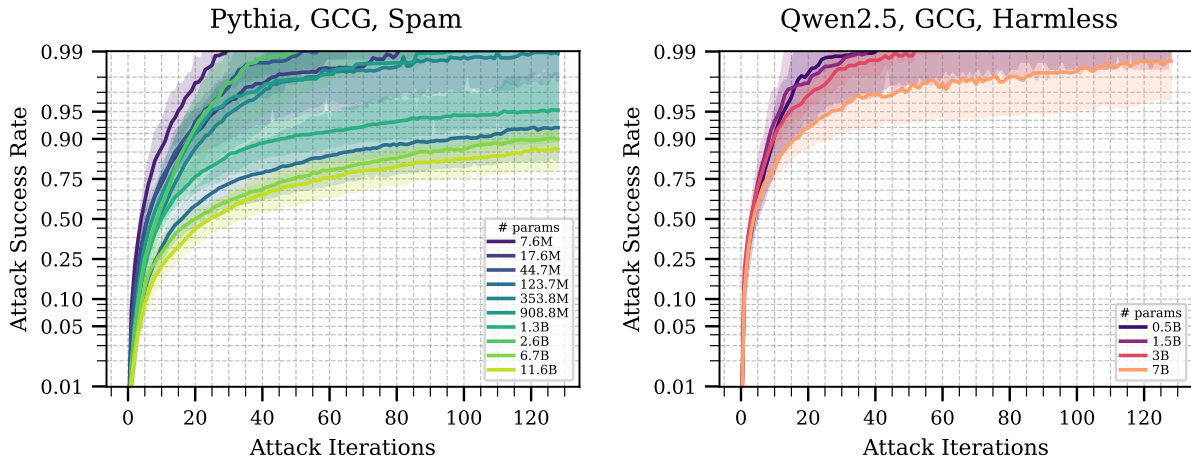 Pythia, GCG, Spam
Attack Success Rate
0.99
0.95
0.90
0.75
0.50
0.25
0.10
0.05
0.01
0 20 40 60 80 100 120
Attack Iterations
# params
7.6M
17.6M
44.7M
123.7M
353.8M
908.8M
1.3B
2.6B
6.7B
11.6B
Qwen2.5, GCG, Harmless
Attack Success Rate
0.99
0.95
0.90
0.75
0.50
0.25
0.10
0.05
0.01
0 20 40 60 80 100 120
Attack Iterations
# params
0.5B
1.5B
3B
7B